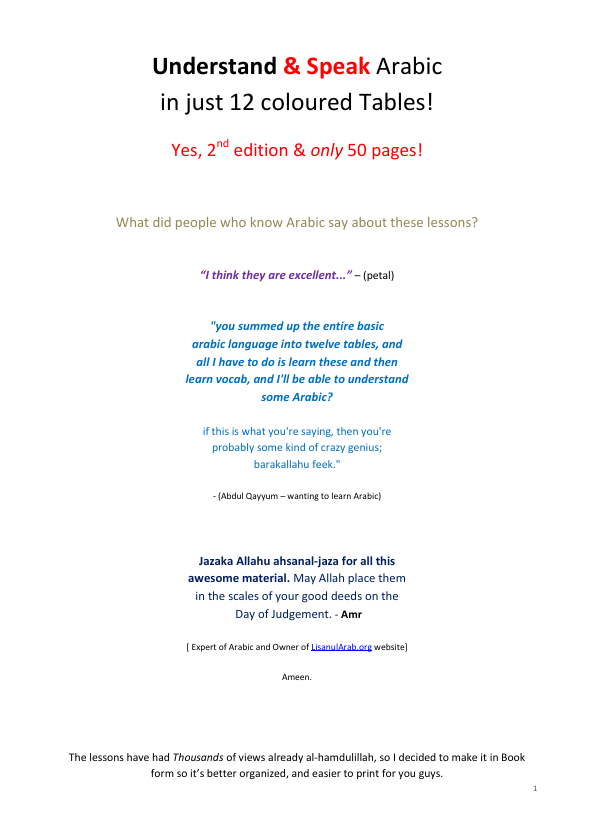 Understand & Speak Arabic
in just 12 coloured Tables!
Yes, 2nd edition & only 50 pages!
What did people who know Arabic say about these lessons?
“I think they are excellent...” – (petal)
"you summed up the entire basic
arabic language into twelve tables, and
all I have to do is learn these and then
learn vocab, and I'll be able to understand
some Arabic?
if this is what you're saying, then you're
probably some kind of crazy genius;
barakallahu feek."
- (Abdul Qayyum – wanting to learn Arabic)
Jazaka Allahu ahsanal-jaza for all this
awesome material. May Allah place them
in the scales of your good deeds on the
Day of Judgement. - Amr
[ Expert of Arabic and Owner of LisanulArab.org website]
Ameen.
The lessons have had Thousands of views already al-hamdulillah, so I decided to make it in Book
form so it’s better organized, and easier to print for you guys.
1